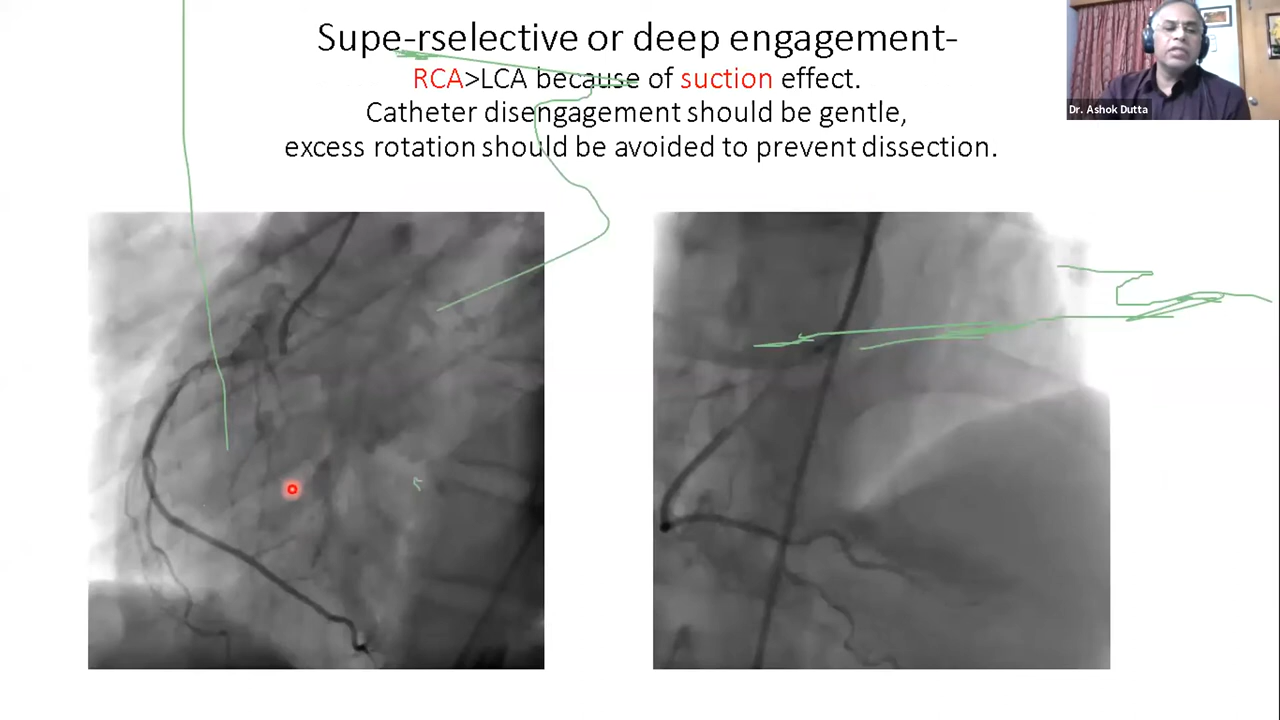 Supe-rselective or deep engagement-
RCA>LCA because of suction effect.
Catheter disengagement should be gentle,
excess rotation should be avoided to prevent dissection.
Dr. Ashok Dutta